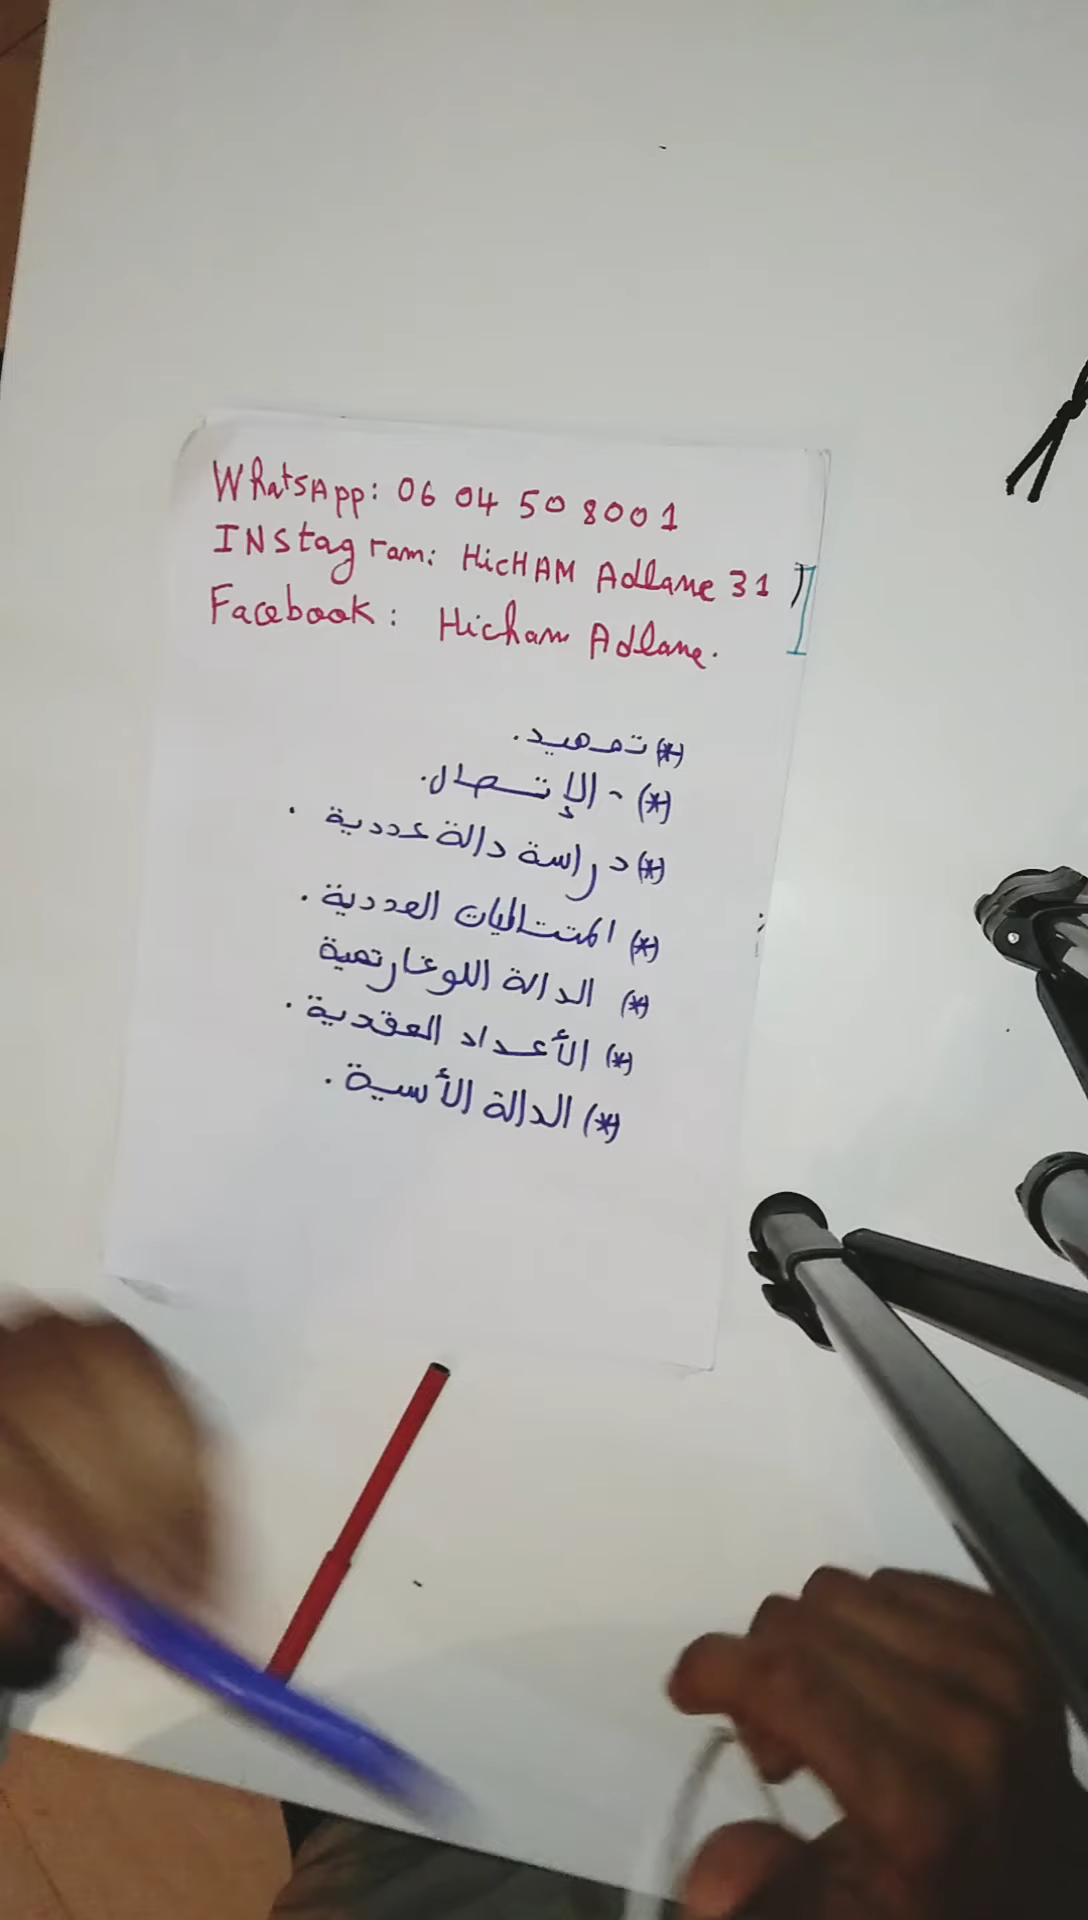 WhatsApp: 06 04 50 8001
INstagram: HicHAM Adlane 31
Facebook: Hicham Adlane.
(*) تمهيد.
(*) - الإتصال.
(*) دراسة دالة عددية.
(*) المتتاليات العددية.
(*) الدالة اللوغارتمية
(*) الأعداد العقدية.
(*) الدالة الأسية.